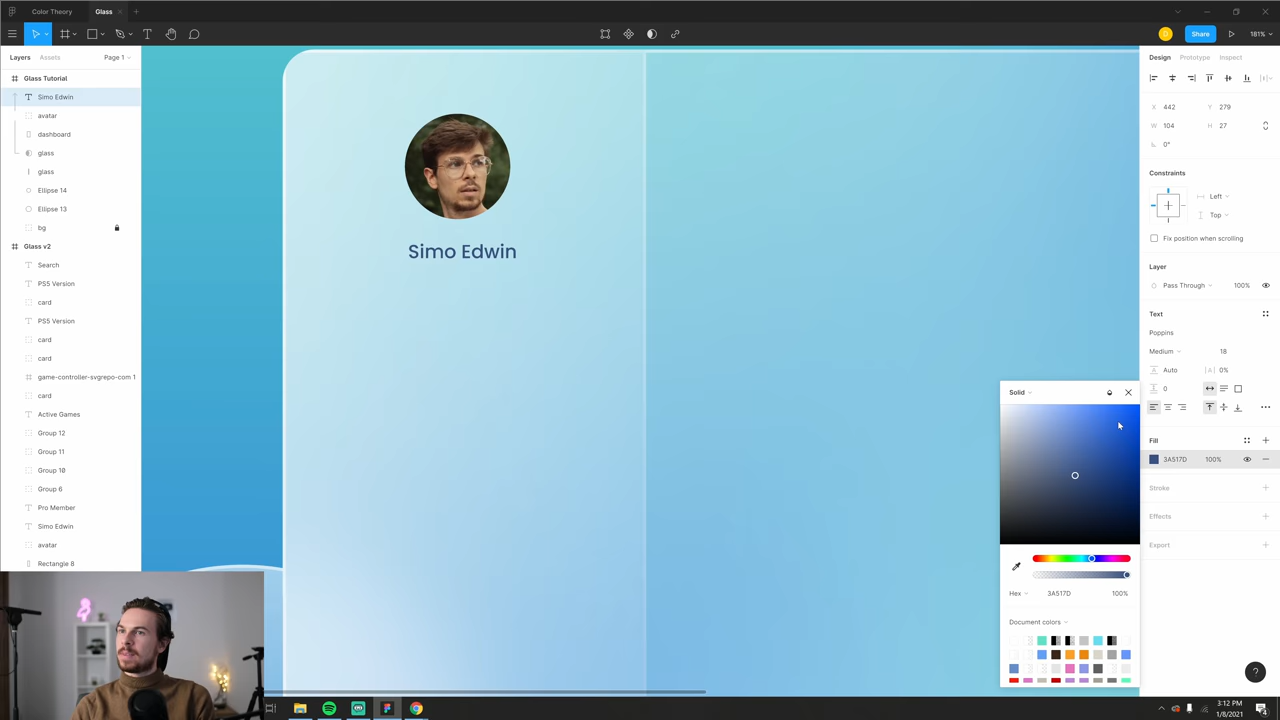 Color Theory
Glass
Share
181%
Layers
Assets
Page 1
Design
Prototype
Inspect
Glass Tutorial
Simo Edwin
avatar
dashboard
glass
glass
Ellipse 14
Ellipse 13
bg
Glass v2
Search
PS5 Version
card
PS5 Version
card
card
game-controller-svgrepo-com 1
card
Active Games
Group 12
Group 11
Group 10
Group 6
Pro Member
Simo Edwin
avatar
Rectangle 8
Simo Edwin
X 442 Y 279
W 104 H 27
0°
Constraints
Left
Top
Fix position when scrolling
Layer
Pass Through 100%
Text
Poppins
Medium 18
Auto |A| 0%
0
Fill
3A517D 100%
Stroke
Effects
Export
Solid
Hex 3A517D 100%
Document colors
?
3:12 PM
1/8/2021
4